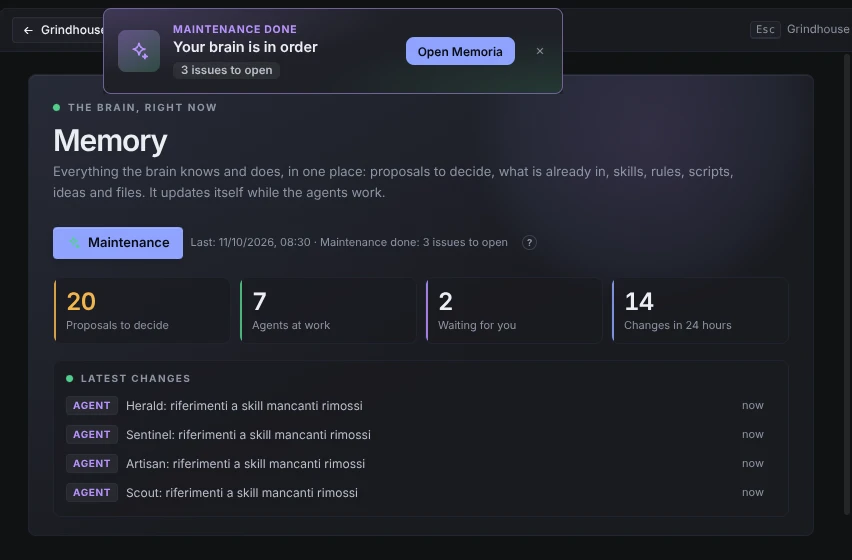 ← Grindhouse
MAINTENANCE DONE
Your brain is in order
3 issues to open
Open Memoria
×
Esc Grindhouse
THE BRAIN, RIGHT NOW
Memory
Everything the brain knows and does, in one place: proposals to decide, what is already in, skills, rules, scripts,
ideas and files. It updates itself while the agents work.
Maintenance
Last: 11/10/2026, 08:30 · Maintenance done: 3 issues to open
?
20
Proposals to decide
7
Agents at work
2
Waiting for you
14
Changes in 24 hours
LATEST CHANGES
AGENT Herald: riferimenti a skill mancanti rimossi now
AGENT Sentinel: riferimenti a skill mancanti rimossi now
AGENT Artisan: riferimenti a skill mancanti rimossi now
AGENT Scout: riferimenti a skill mancanti rimossi now